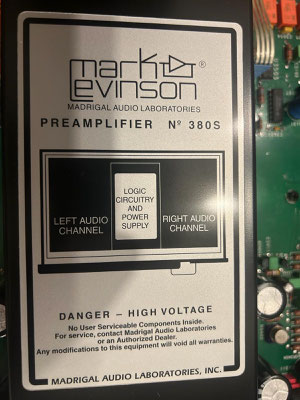 mark
Levinson®
MADRIGAL AUDIO LABORATORIES
PREAMPLIFIER Nº 380S
LOGIC
CIRCUITRY
AND
POWER
SUPPLY
LEFT AUDIO
CHANNEL
RIGHT AUDIO
CHANNEL
DANGER – HIGH VOLTAGE
No User Serviceable Components Inside.
For service, contact Madrigal Audio Laboratories
or an Authorized Dealer.
Any modifications to this equipment will void all warranties.
MADRIGAL AUDIO LABORATORIES, INC.